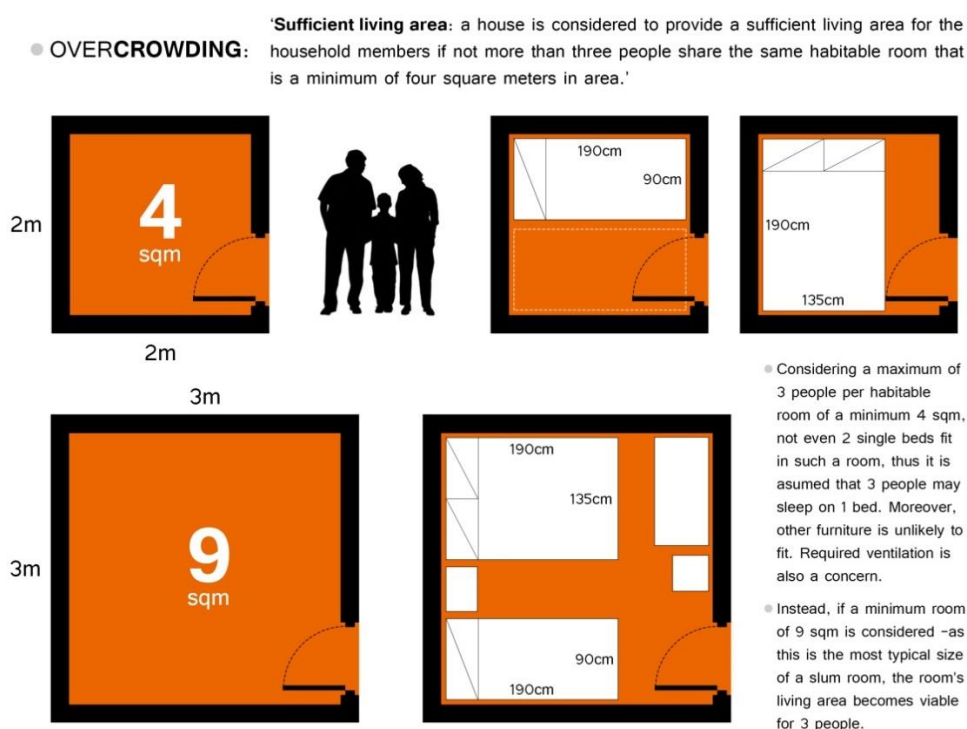 'Sufficient living area: a house is considered to provide a sufficient living area for the
● OVERCROWDING: household members if not more than three people share the same habitable room that
is a minimum of four square meters in area.'
2m
4
sqm
2m
190cm
90cm
190cm
135cm
3m
3m
9
sqm
190cm
135cm
90cm
190cm
● Considering a maximum of
3 people per habitable
room of a minimum 4 sqm,
not even 2 single beds fit
in such a room, thus it is
asumed that 3 people may
sleep on 1 bed. Moreover,
other furniture is unlikely to
fit. Required ventilation is
also a concern.
● Instead, if a minimum room
of 9 sqm is considered -as
this is the most typical size
of a slum room, the room's
living area becomes viable
for 3 people.